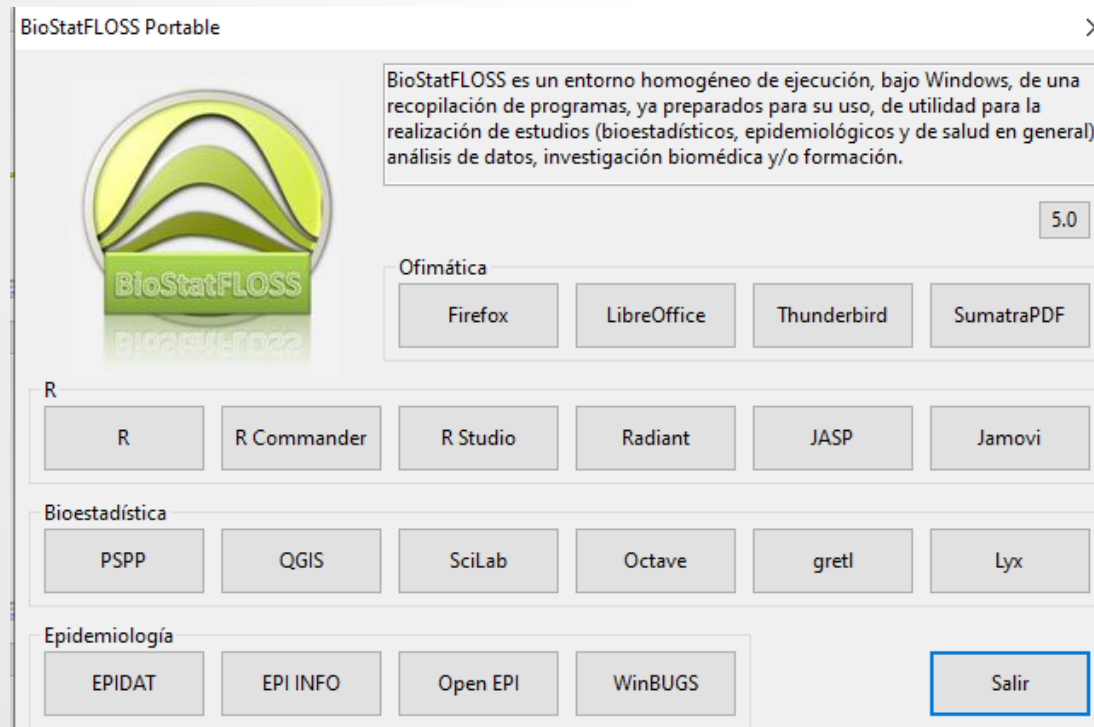 BioStatFLOSS Portable
BioStatFLOSS es un entorno homogéneo de ejecución, bajo Windows, de una
recopilación de programas, ya preparados para su uso, de utilidad para la
realización de estudios (bioestadísticos, epidemiológicos y de salud en general)
análisis de datos, investigación biomédica y/o formación.
5.0
BioStatFLOSS
Ofimática
Firefox
LibreOffice
Thunderbird
SumatraPDF
R
R
R Commander
R Studio
Radiant
JASP
Jamovi
Bioestadística
PSPP
QGIS
SciLab
Octave
gretl
Lyx
Epidemiología
EPIDAT
EPI INFO
Open EPI
WinBUGS
Salir